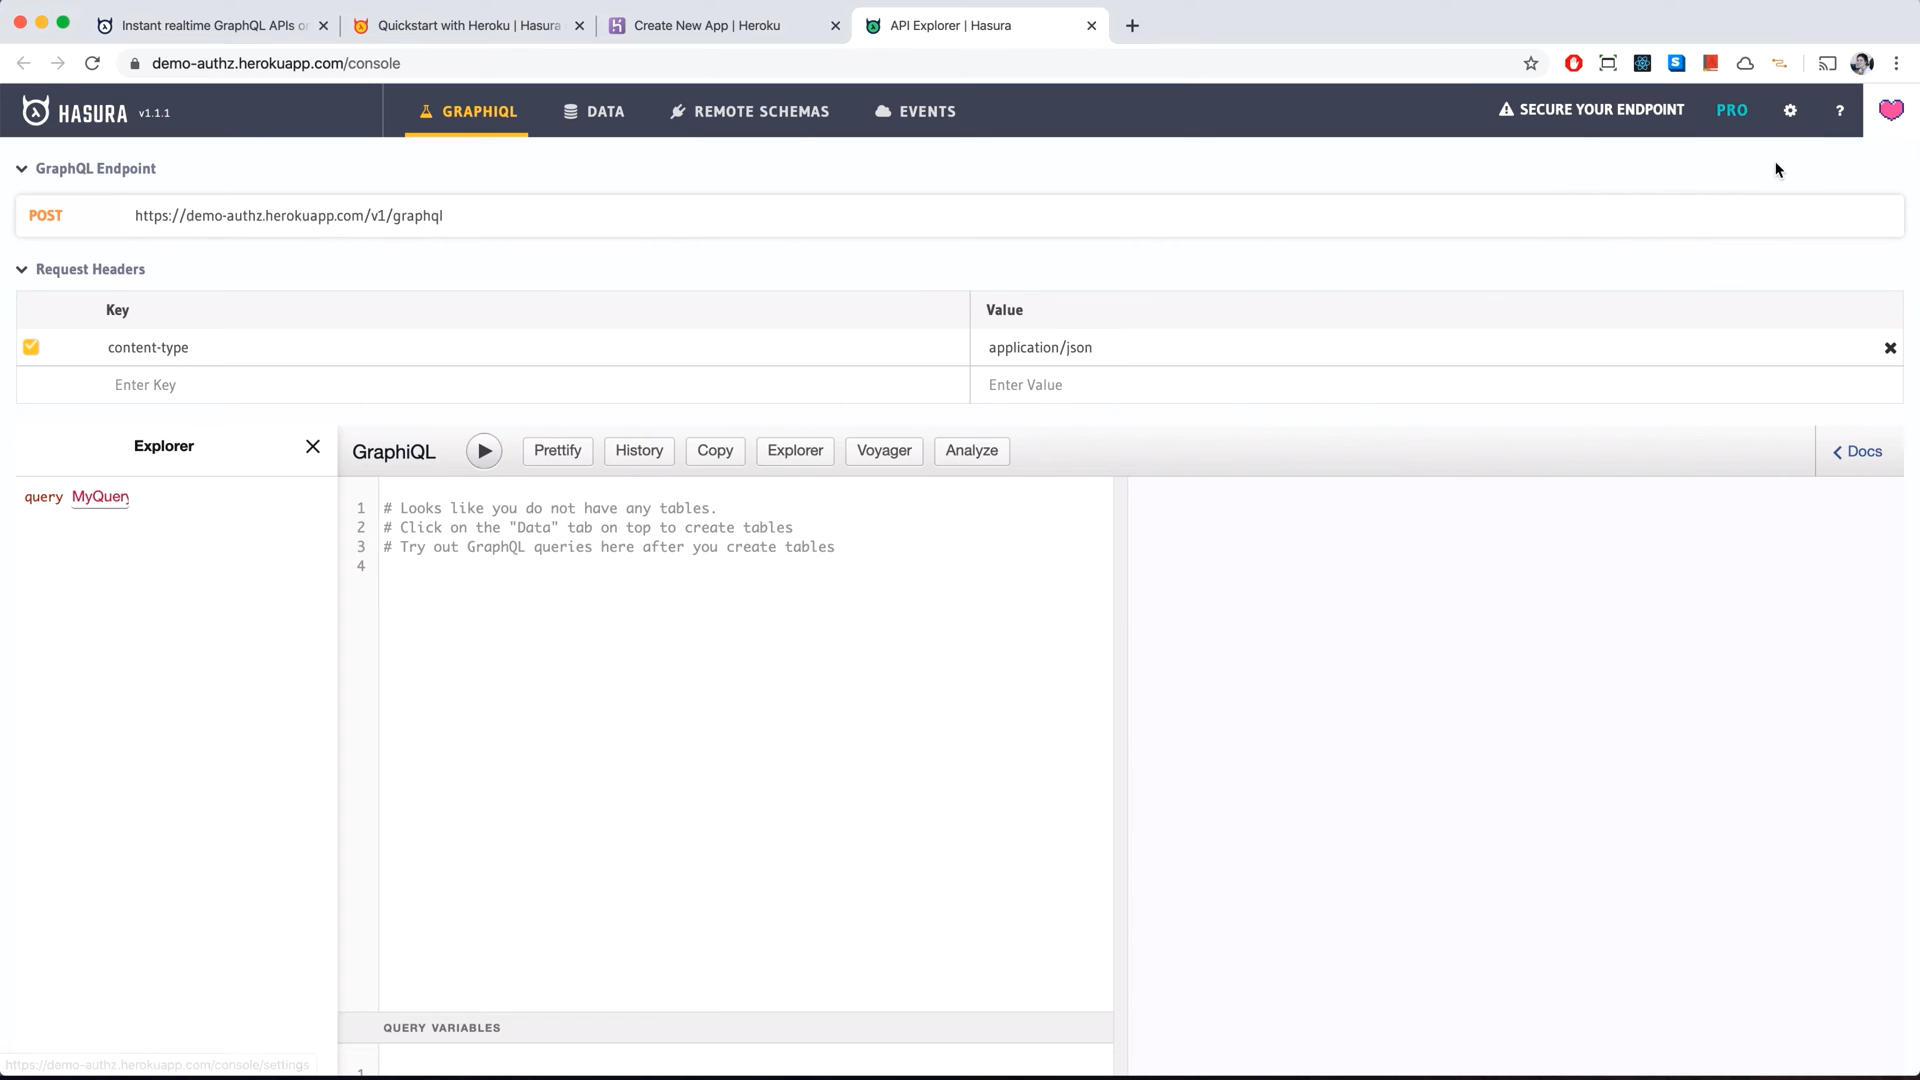 Instant realtime GraphQL APIs o
Quickstart with Heroku | Hasura
Create New App | Heroku
API Explorer | Hasura
demo-authz.herokuapp.com/console
HASURA v1.1.1
GRAPHIQL
DATA
REMOTE SCHEMAS
EVENTS
SECURE YOUR ENDPOINT
PRO
?
GraphQL Endpoint
POST https://demo-authz.herokuapp.com/v1/graphql
Request Headers
Key Value
content-type application/json
Enter Key Enter Value
Explorer
GraphiQL Prettify History Copy Explorer Voyager Analyze
Docs
query MyQuery
1 # Looks like you do not have any tables.
2 # Click on the "Data" tab on top to create tables
3 # Try out GraphQL queries here after you create tables
4
QUERY VARIABLES
1
https://demo-authz.herokuapp.com/console/settings